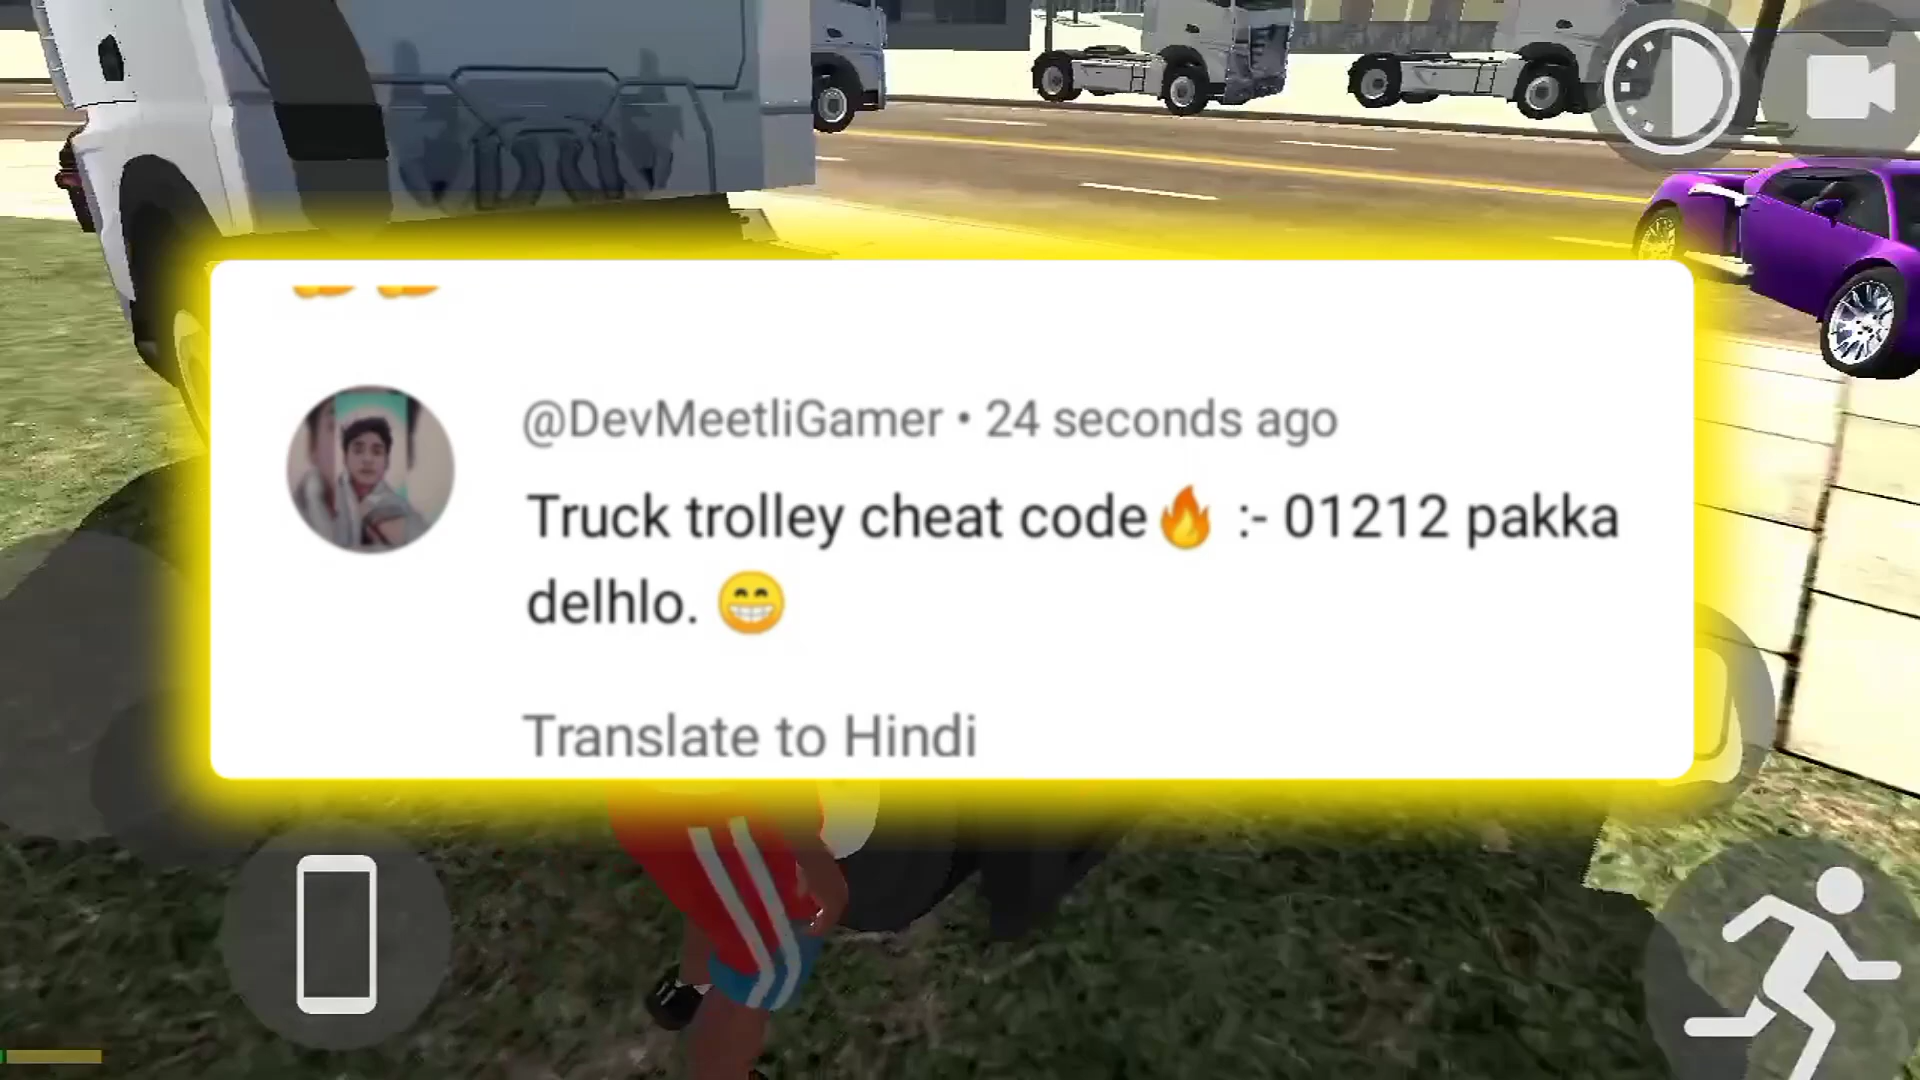 @DevMeetliGamer • 24 seconds ago
Truck trolley cheat code🔥 :- 01212 pakka
delhlo. 😁
Translate to Hindi